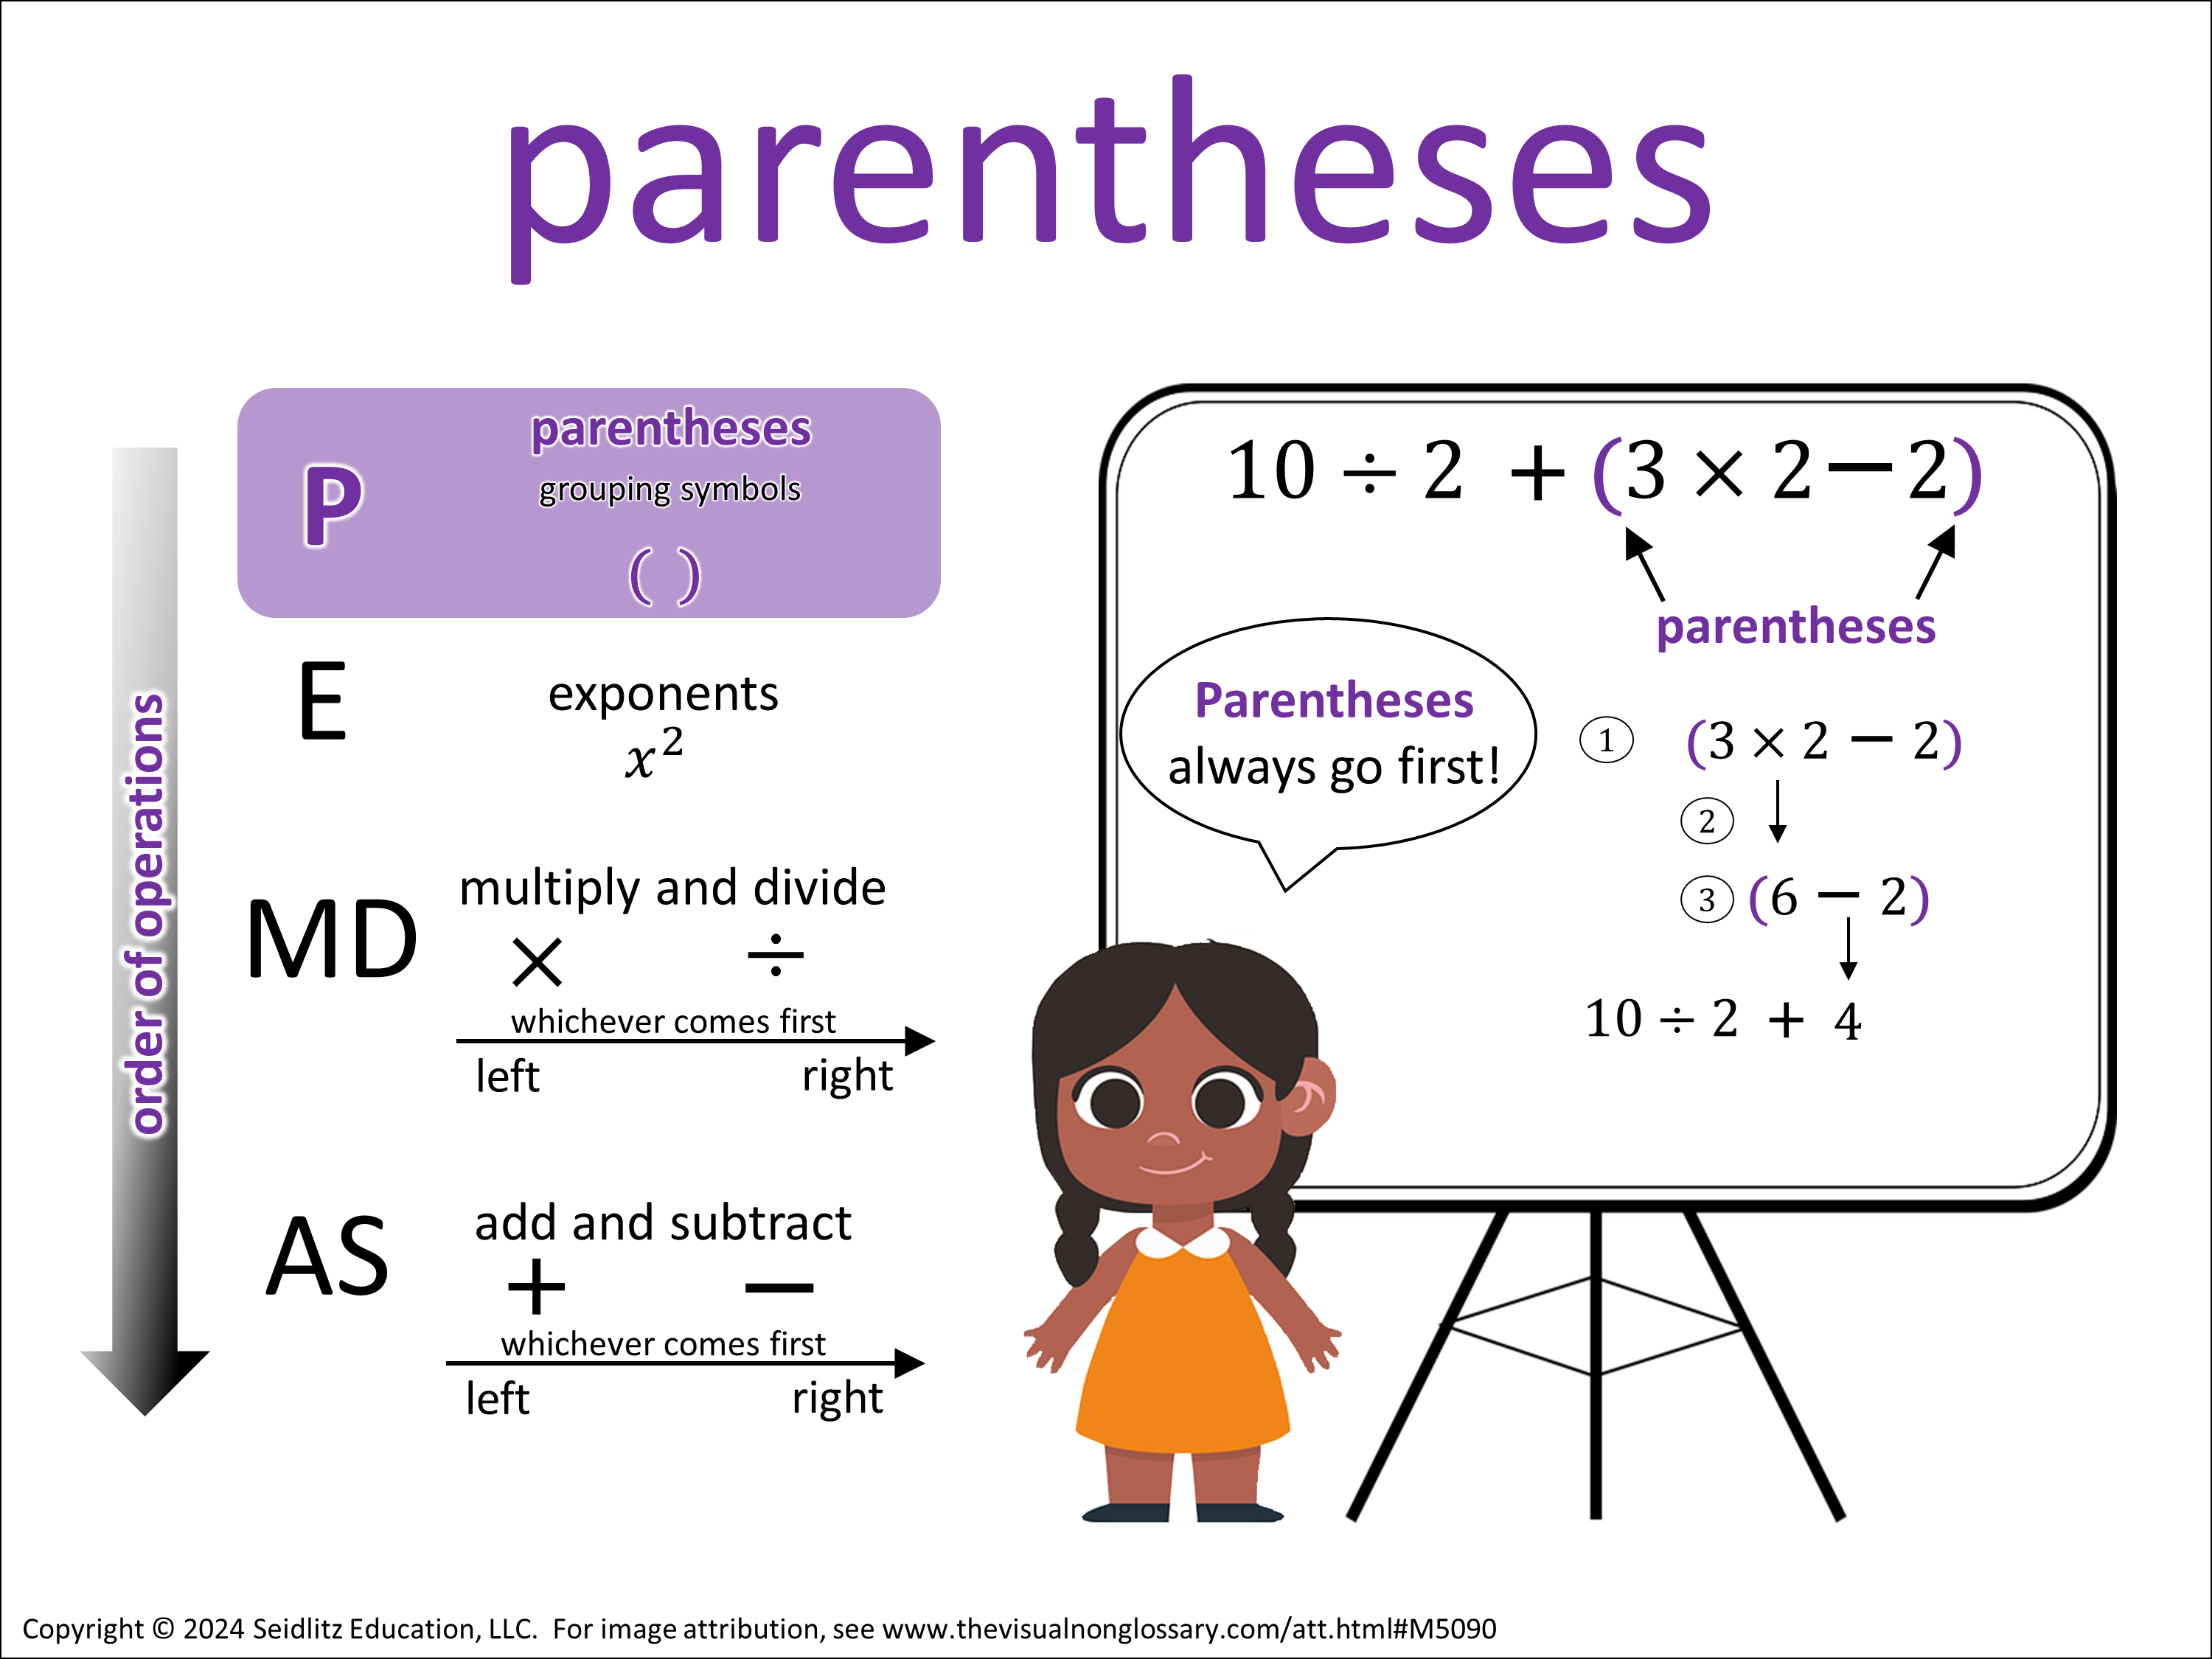 parentheses
order of operations
P
parentheses
grouping symbols
( )
E
exponents
x²
MD
multiply and divide
× ÷
whichever comes first
left right
AS
add and subtract
+ −
whichever comes first
left right
10 ÷ 2 + (3 × 2 − 2)
parentheses
Parentheses
always go first!
① (3 × 2 − 2)
②
③ (6 − 2)
10 ÷ 2 + 4
Copyright © 2024 Seidlitz Education, LLC. For image attribution, see www.thevisualnonglossary.com/att.html#M5090